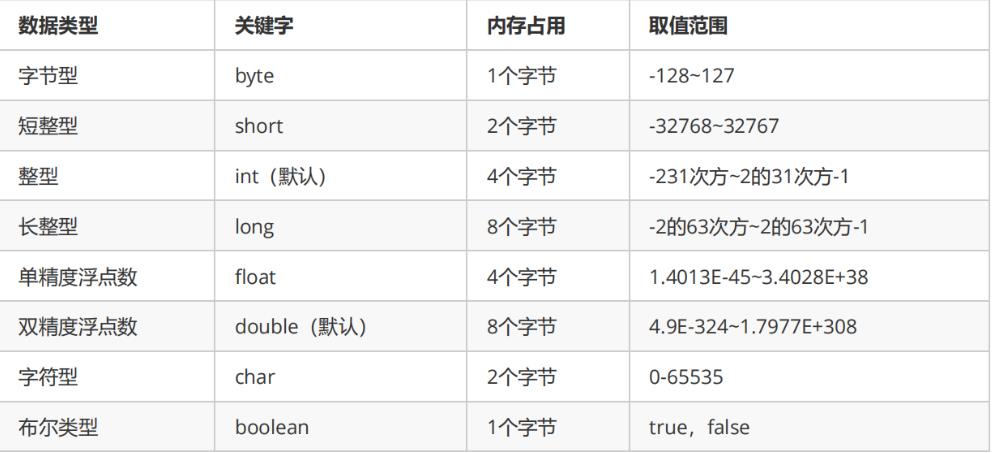 数据类型 关键字 内存占用 取值范围
字节型 byte 1个字节 -128~127
短整型 short 2个字节 -32768~32767
整型 int（默认） 4个字节 -231次方~2的31次方-1
长整型 long 8个字节 -2的63次方~2的63次方-1
单精度浮点数 float 4个字节 1.4013E-45~3.4028E+38
双精度浮点数 double（默认） 8个字节 4.9E-324~1.7977E+308
字符型 char 2个字节 0-65535
布尔类型 boolean 1个字节 true，false